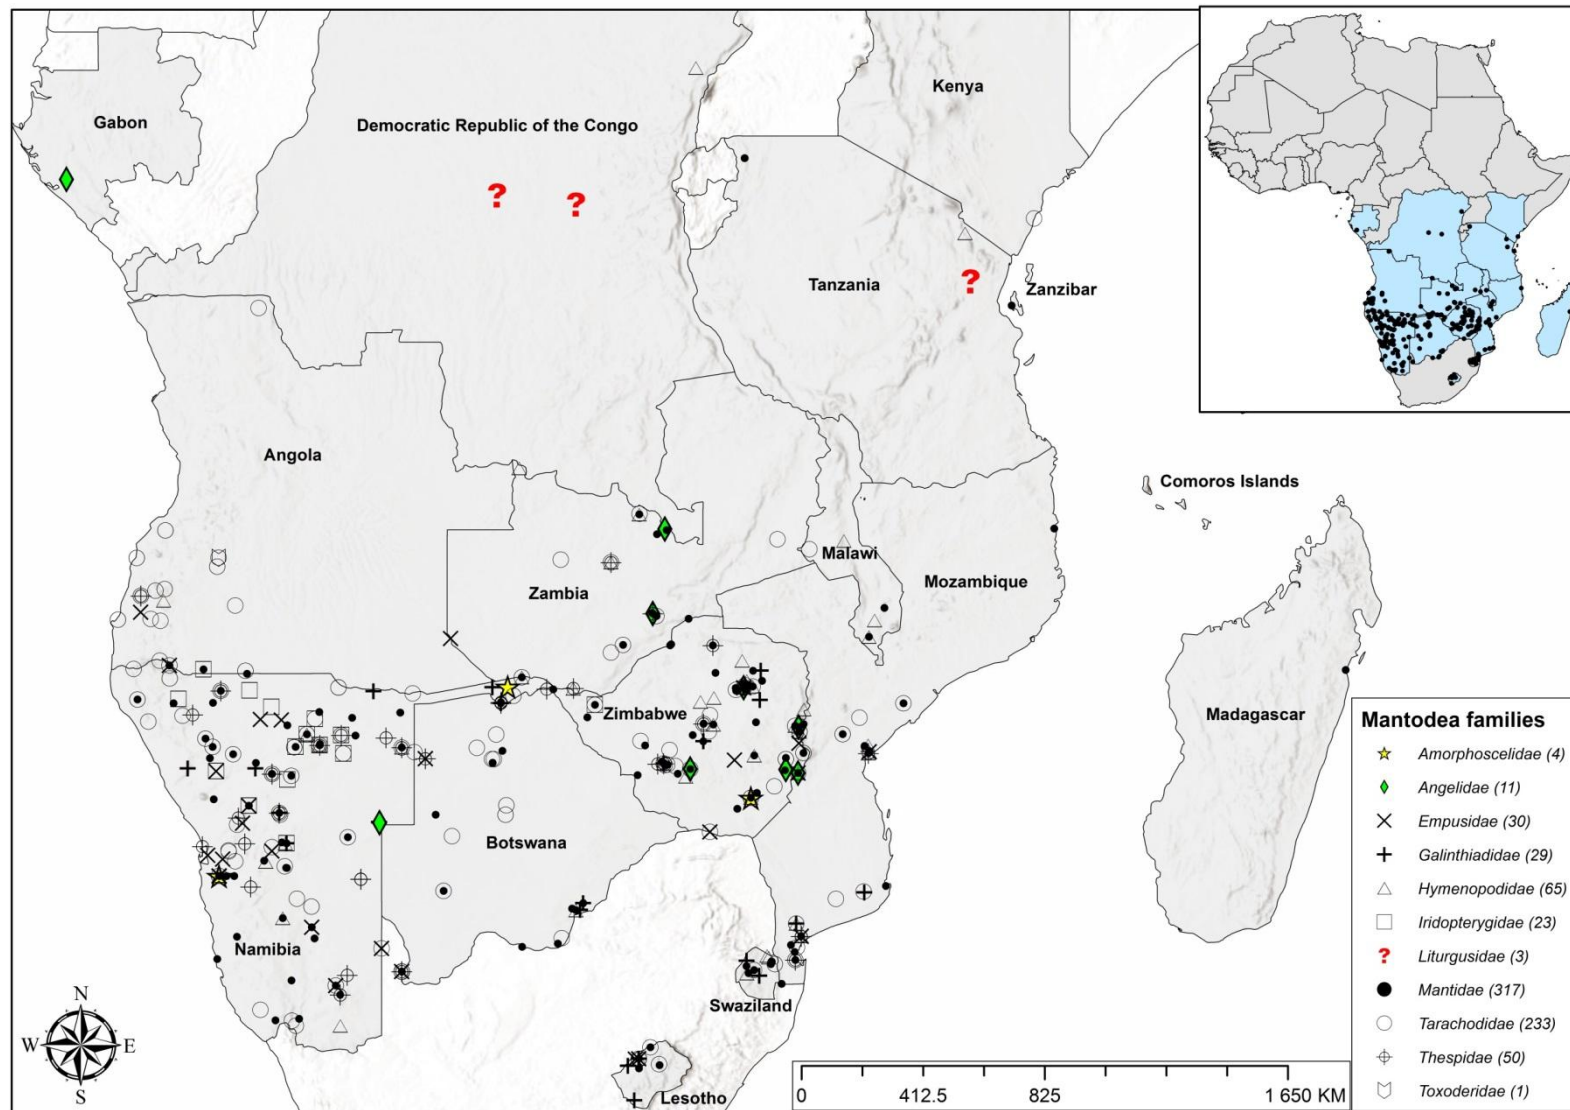 Gabon
Democratic Republic of the Congo
Kenya
?
?
?
Tanzania
Zanzibar
Angola
Comoros Islands
Malawi
Zambia
Mozambique
Zimbabwe
Madagascar
Botswana
Namibia
Swaziland
Lesotho
N
W
E
S
0
412.5
825
1 650 KM
Mantodea families
Amorphoscelidae (4)
Angelidae (11)
Empusidae (30)
Galinthiadidae (29)
Hymenopodidae (65)
Iridopterygidae (23)
? Liturgusidae (3)
Mantidae (317)
Tarachodidae (233)
Thespidae (50)
Toxoderidae (1)